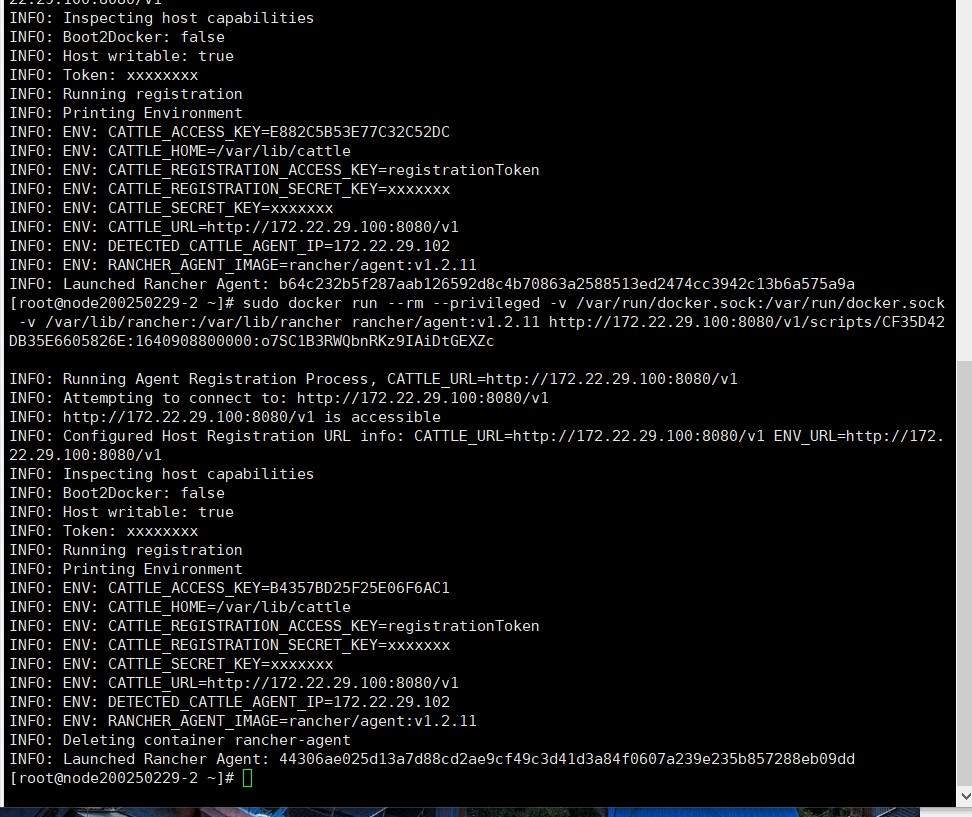 22.29.100:8080/v1
INFO: Inspecting host capabilities
INFO: Boot2Docker: false
INFO: Host writable: true
INFO: Token: xxxxxxxx
INFO: Running registration
INFO: Printing Environment
INFO: ENV: CATTLE_ACCESS_KEY=E882C5B53E77C32C52DC
INFO: ENV: CATTLE_HOME=/var/lib/cattle
INFO: ENV: CATTLE_REGISTRATION_ACCESS_KEY=registrationToken
INFO: ENV: CATTLE_REGISTRATION_SECRET_KEY=xxxxxxx
INFO: ENV: CATTLE_SECRET_KEY=xxxxxxx
INFO: ENV: CATTLE_URL=http://172.22.29.100:8080/v1
INFO: ENV: DETECTED_CATTLE_AGENT_IP=172.22.29.102
INFO: ENV: RANCHER_AGENT_IMAGE=rancher/agent:v1.2.11
INFO: Launched Rancher Agent: b64c232b5f287aab126592d8c4b70863a2588513ed2474cc3942c13b6a575a9a
[root@node200250229-2 ~]# sudo docker run --rm --privileged -v /var/run/docker.sock:/var/run/docker.sock
-v /var/lib/rancher:/var/lib/rancher rancher/agent:v1.2.11 http://172.22.29.100:8080/v1/scripts/CF35D42
DB35E6605826E:1640908800000:o7SC1B3RWQbnRKz9IAiDtGEXZc
INFO: Running Agent Registration Process, CATTLE_URL=http://172.22.29.100:8080/v1
INFO: Attempting to connect to: http://172.22.29.100:8080/v1
INFO: http://172.22.29.100:8080/v1 is accessible
INFO: Configured Host Registration URL info: CATTLE_URL=http://172.22.29.100:8080/v1 ENV_URL=http://172.
22.29.100:8080/v1
INFO: Inspecting host capabilities
INFO: Boot2Docker: false
INFO: Host writable: true
INFO: Token: xxxxxxxx
INFO: Running registration
INFO: Printing Environment
INFO: ENV: CATTLE_ACCESS_KEY=B4357BD25F25E06F6AC1
INFO: ENV: CATTLE_HOME=/var/lib/cattle
INFO: ENV: CATTLE_REGISTRATION_ACCESS_KEY=registrationToken
INFO: ENV: CATTLE_REGISTRATION_SECRET_KEY=xxxxxxx
INFO: ENV: CATTLE_SECRET_KEY=xxxxxxx
INFO: ENV: CATTLE_URL=http://172.22.29.100:8080/v1
INFO: ENV: DETECTED_CATTLE_AGENT_IP=172.22.29.102
INFO: ENV: RANCHER_AGENT_IMAGE=rancher/agent:v1.2.11
INFO: Deleting container rancher-agent
INFO: Launched Rancher Agent: 44306ae025d13a7d88cd2ae9cf49c3d41d3a84f0607a239e235b857288eb09dd
[root@node200250229-2 ~]#